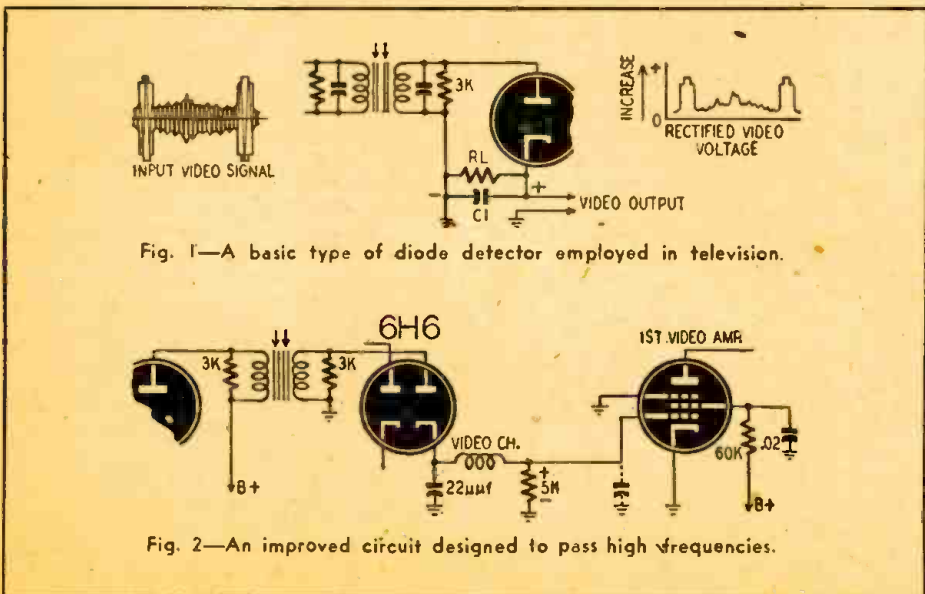 3K
INPUT VIDEO SIGNAL
RL
C1
-
+
VIDEO OUTPUT
INCREASE
+
0
RECTIFIED VIDEO
VOLTAGE
Fig. 1—A basic type of diode detector employed in television.
3K
B+
3K
6H6
VIDEO CH.
22μμf
+
5K
-
1ST. VIDEO AMP.
60K
.02
B+
Fig. 2—An improved circuit designed to pass high frequencies.